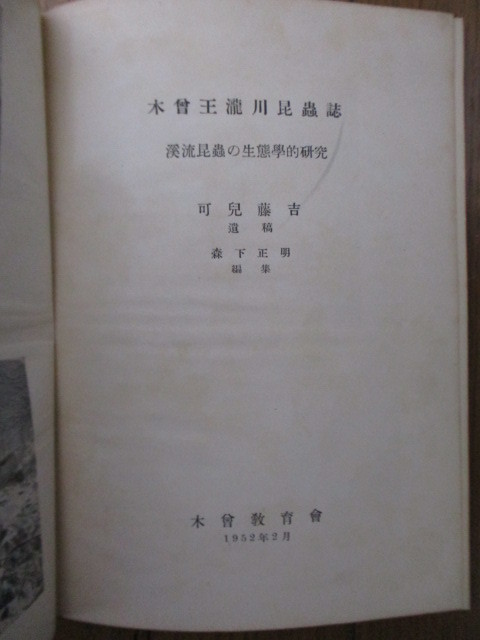 木曾王瀧川昆蟲誌
溪流昆蟲の生態學的研究
可兒藤吉
遺稿
森下正明
編集
木曾教育會
1952年2月